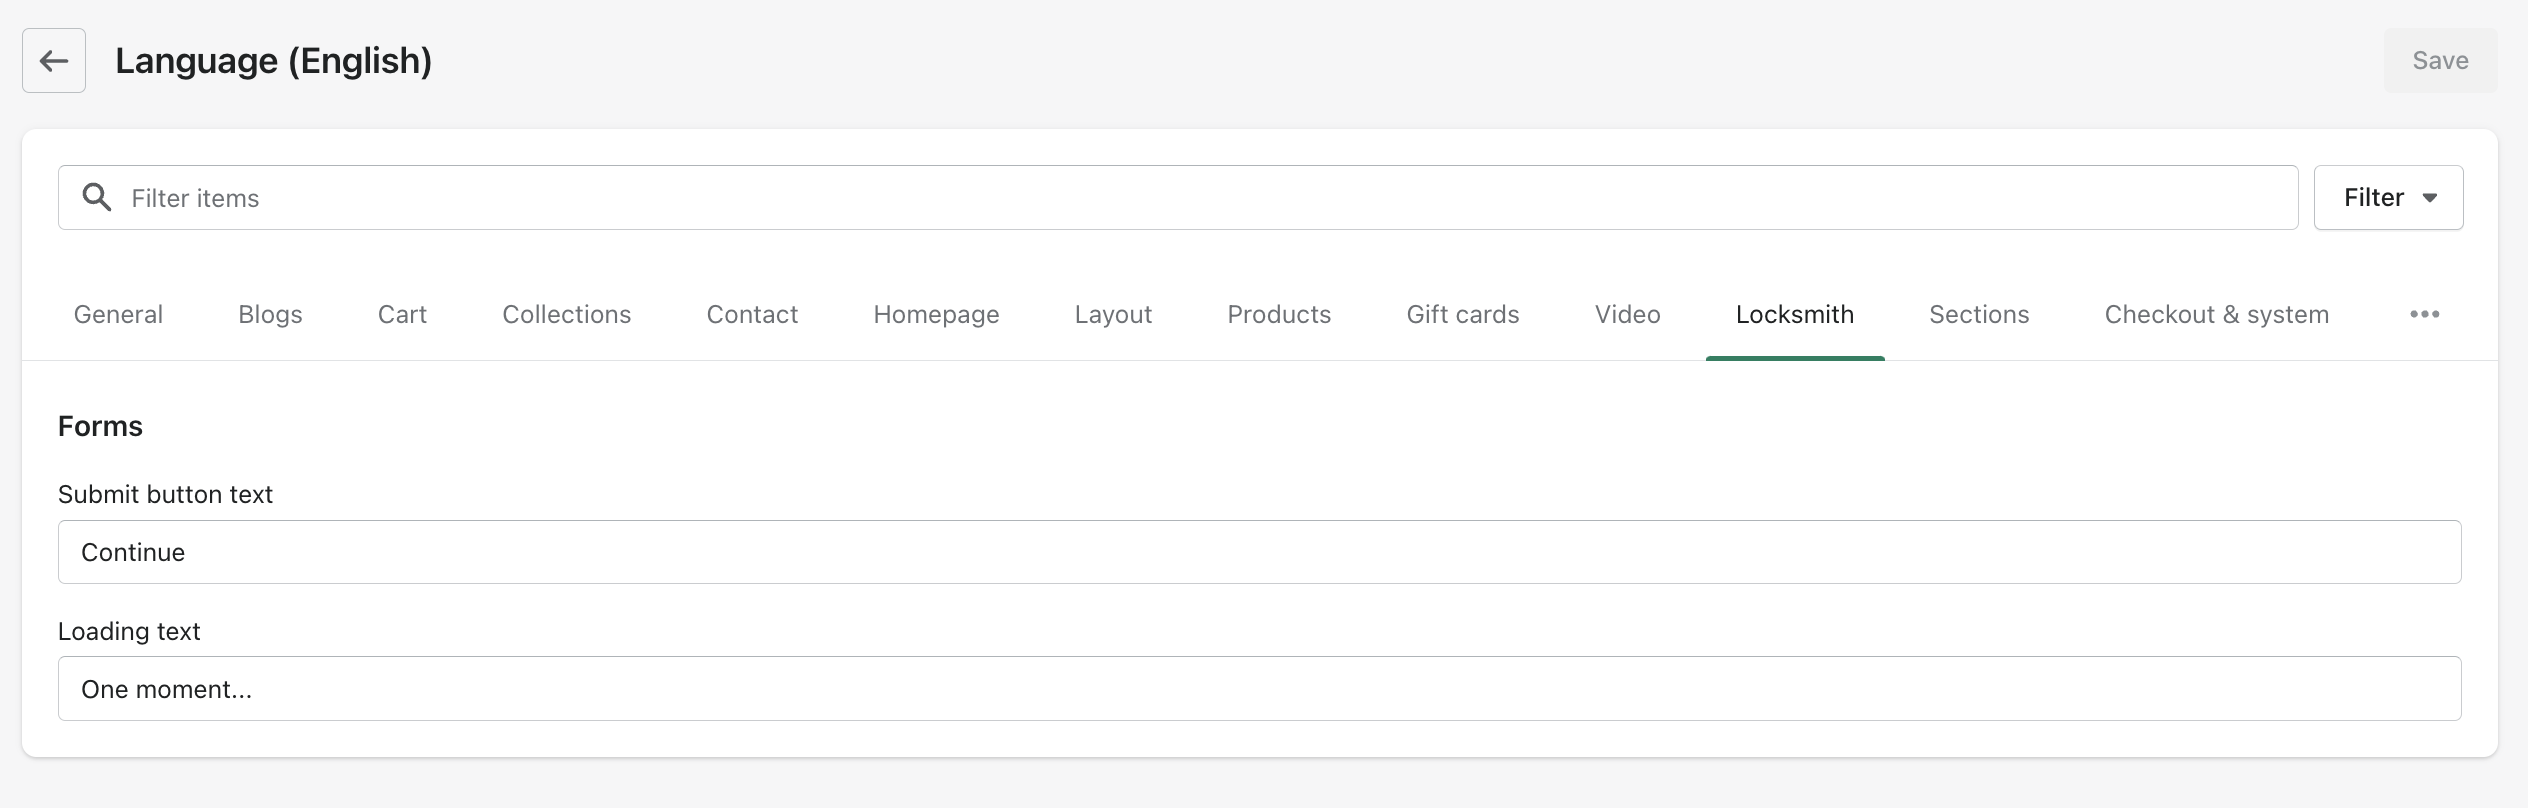 Language (English)
Save
Filter items
Filter
General Blogs Cart Collections Contact Homepage Layout Products Gift cards Video Locksmith Sections Checkout & system
Forms
Submit button text
Continue
Loading text
One moment...